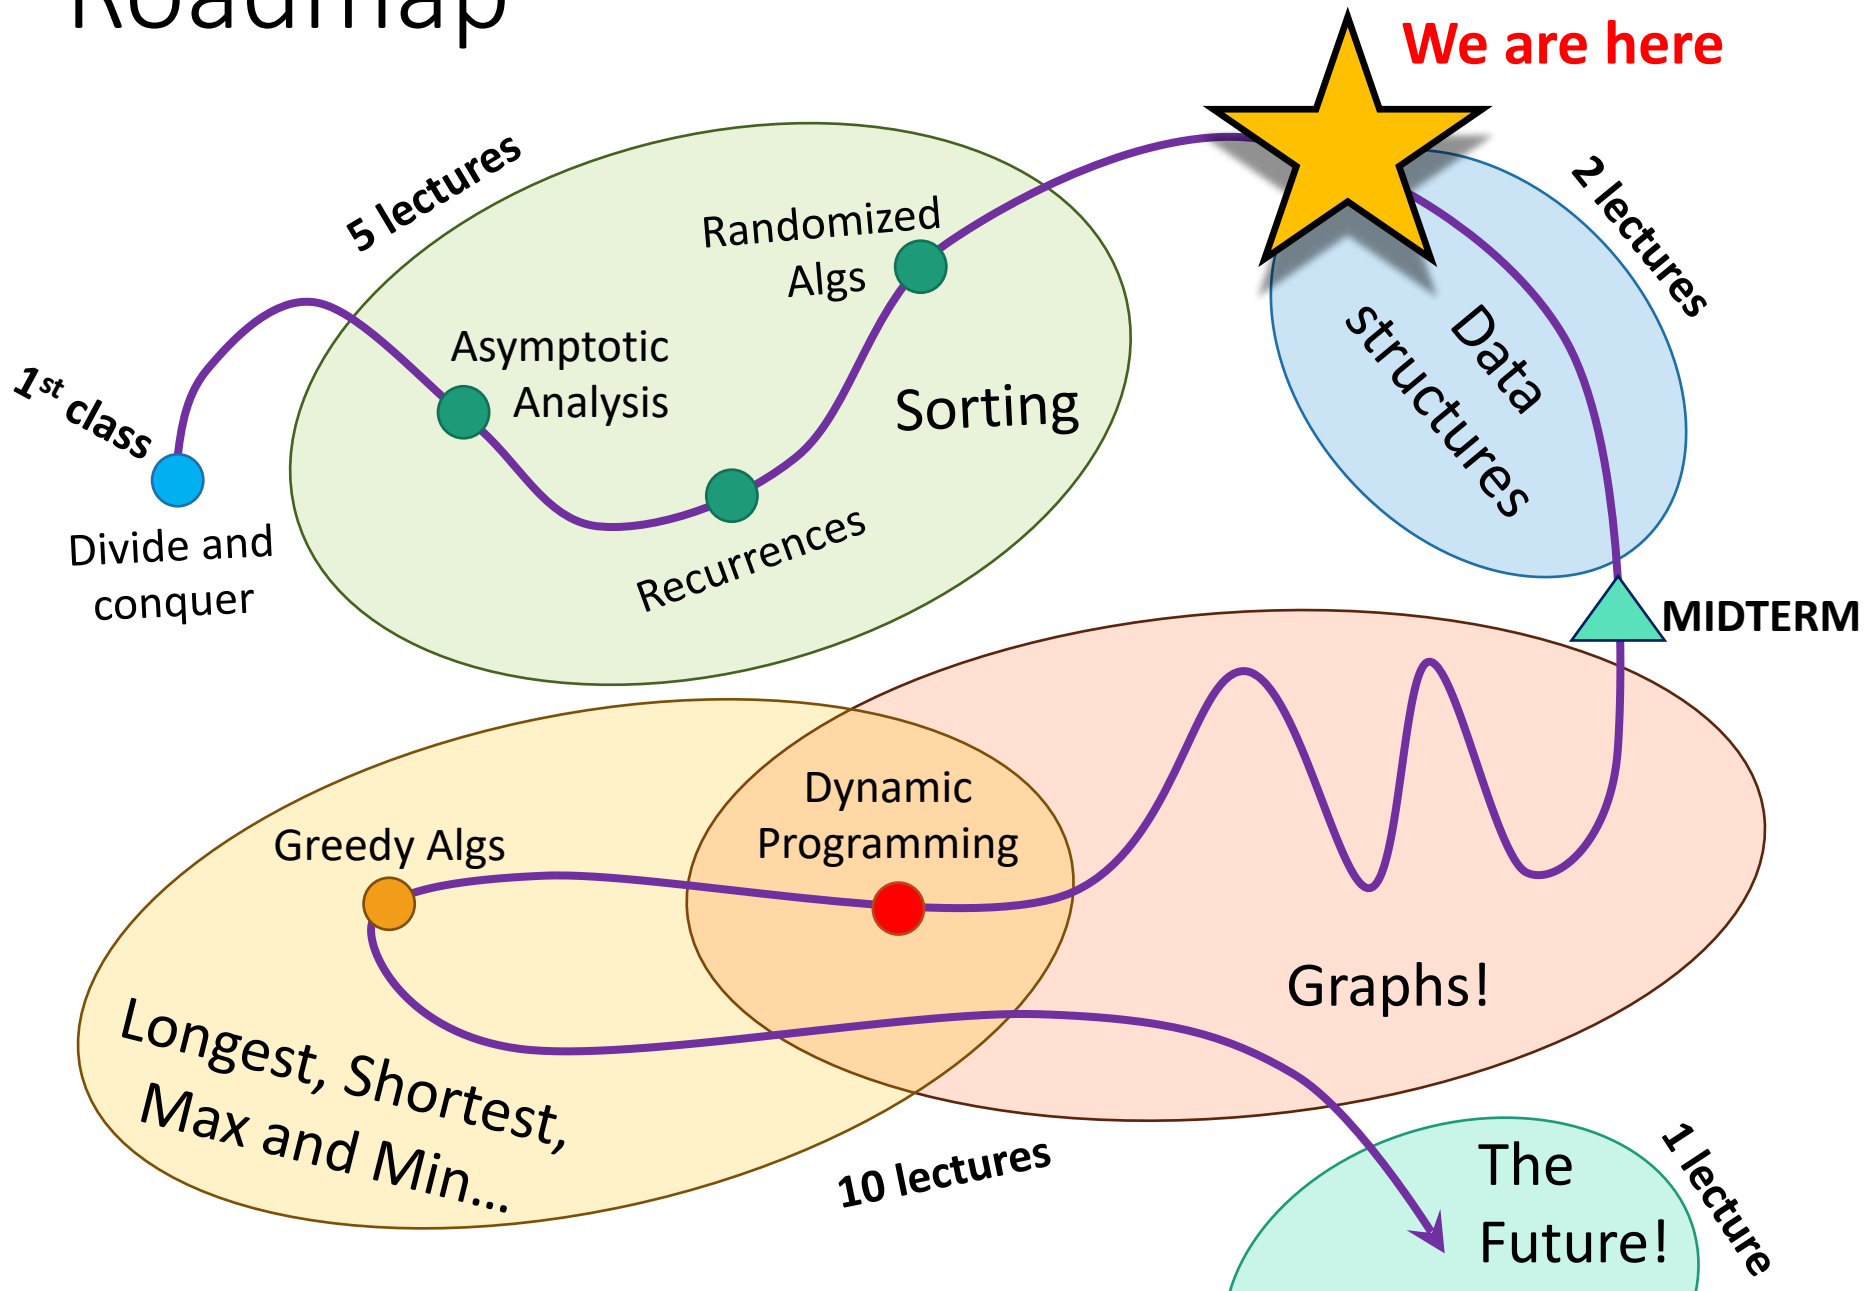 Roadmap
We are here
5 lectures
2 lectures
Randomized
Algs
Asymptotic
Analysis
Sorting
Data
structures
1st class
Divide and
conquer
Recurrences
MIDTERM
Dynamic
Programming
Greedy Algs
Graphs!
Longest, Shortest,
Max and Min...
10 lectures
The
Future!
1 lecture